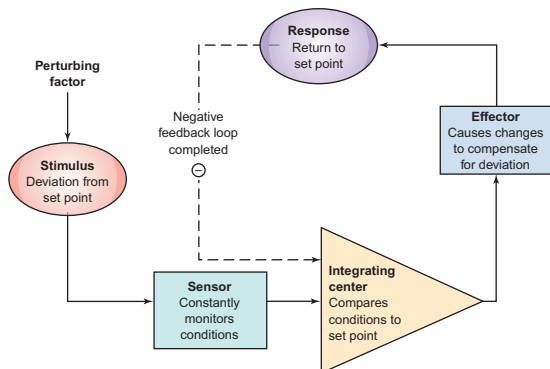 Perturbing
factor
Stimulus
Deviation from
set point
Sensor
Constantly
monitors
conditions
Integrating
center
Compares
conditions to
set point
Effector
Causes changes
to compensate
for deviation
Response
Return to
set point
Negative
feedback loop
completed
−